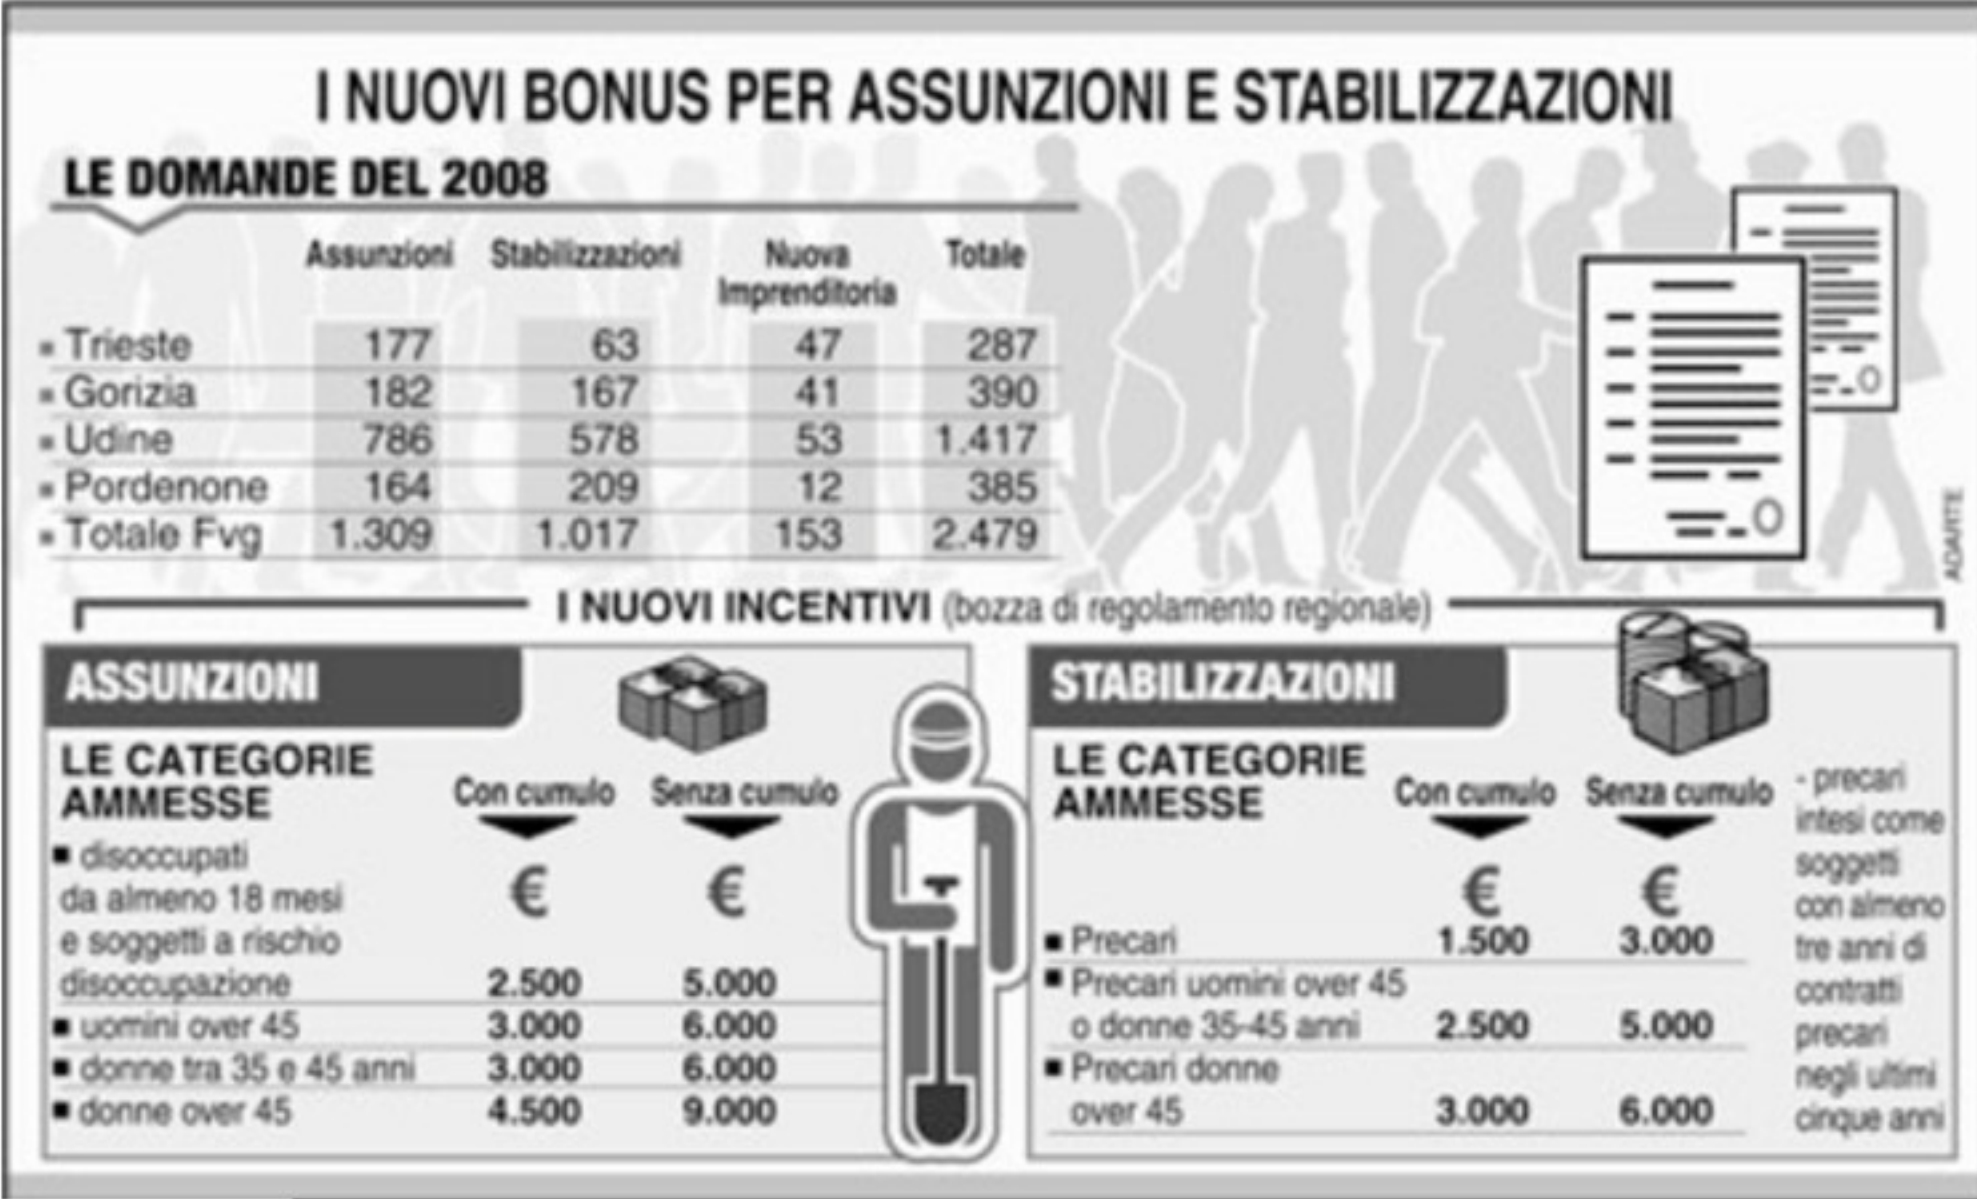 I NUOVI BONUS PER ASSUNZIONI E STABILIZZAZIONI
LE DOMANDE DEL 2008
Assunzioni Stabilizzazioni Nuova Imprenditoria Totale
Trieste 177 63 47 287
Gorizia 182 167 41 390
Udine 786 578 53 1.417
Pordenone 164 209 12 385
Totale Fvg 1.309 1.017 153 2.479
ADARTE
I NUOVI INCENTIVI (bozza di regolamento regionale)
ASSUNZIONI
LE CATEGORIE
AMMESSE
Con cumulo Senza cumulo
€ €
disoccupati
da almeno 18 mesi
e soggetti a rischio
disoccupazione 2.500 5.000
uomini over 45 3.000 6.000
donne tra 35 e 45 anni 3.000 6.000
donne over 45 4.500 9.000
STABILIZZAZIONI
LE CATEGORIE
AMMESSE
Con cumulo Senza cumulo
€ €
Precari 1.500 3.000
Precari uomini over 45
o donne 35-45 anni 2.500 5.000
Precari donne
over 45 3.000 6.000
- precari
intesi come
soggetti
con almeno
tre anni di
contratti
precari
negli ultimi
cinque anni